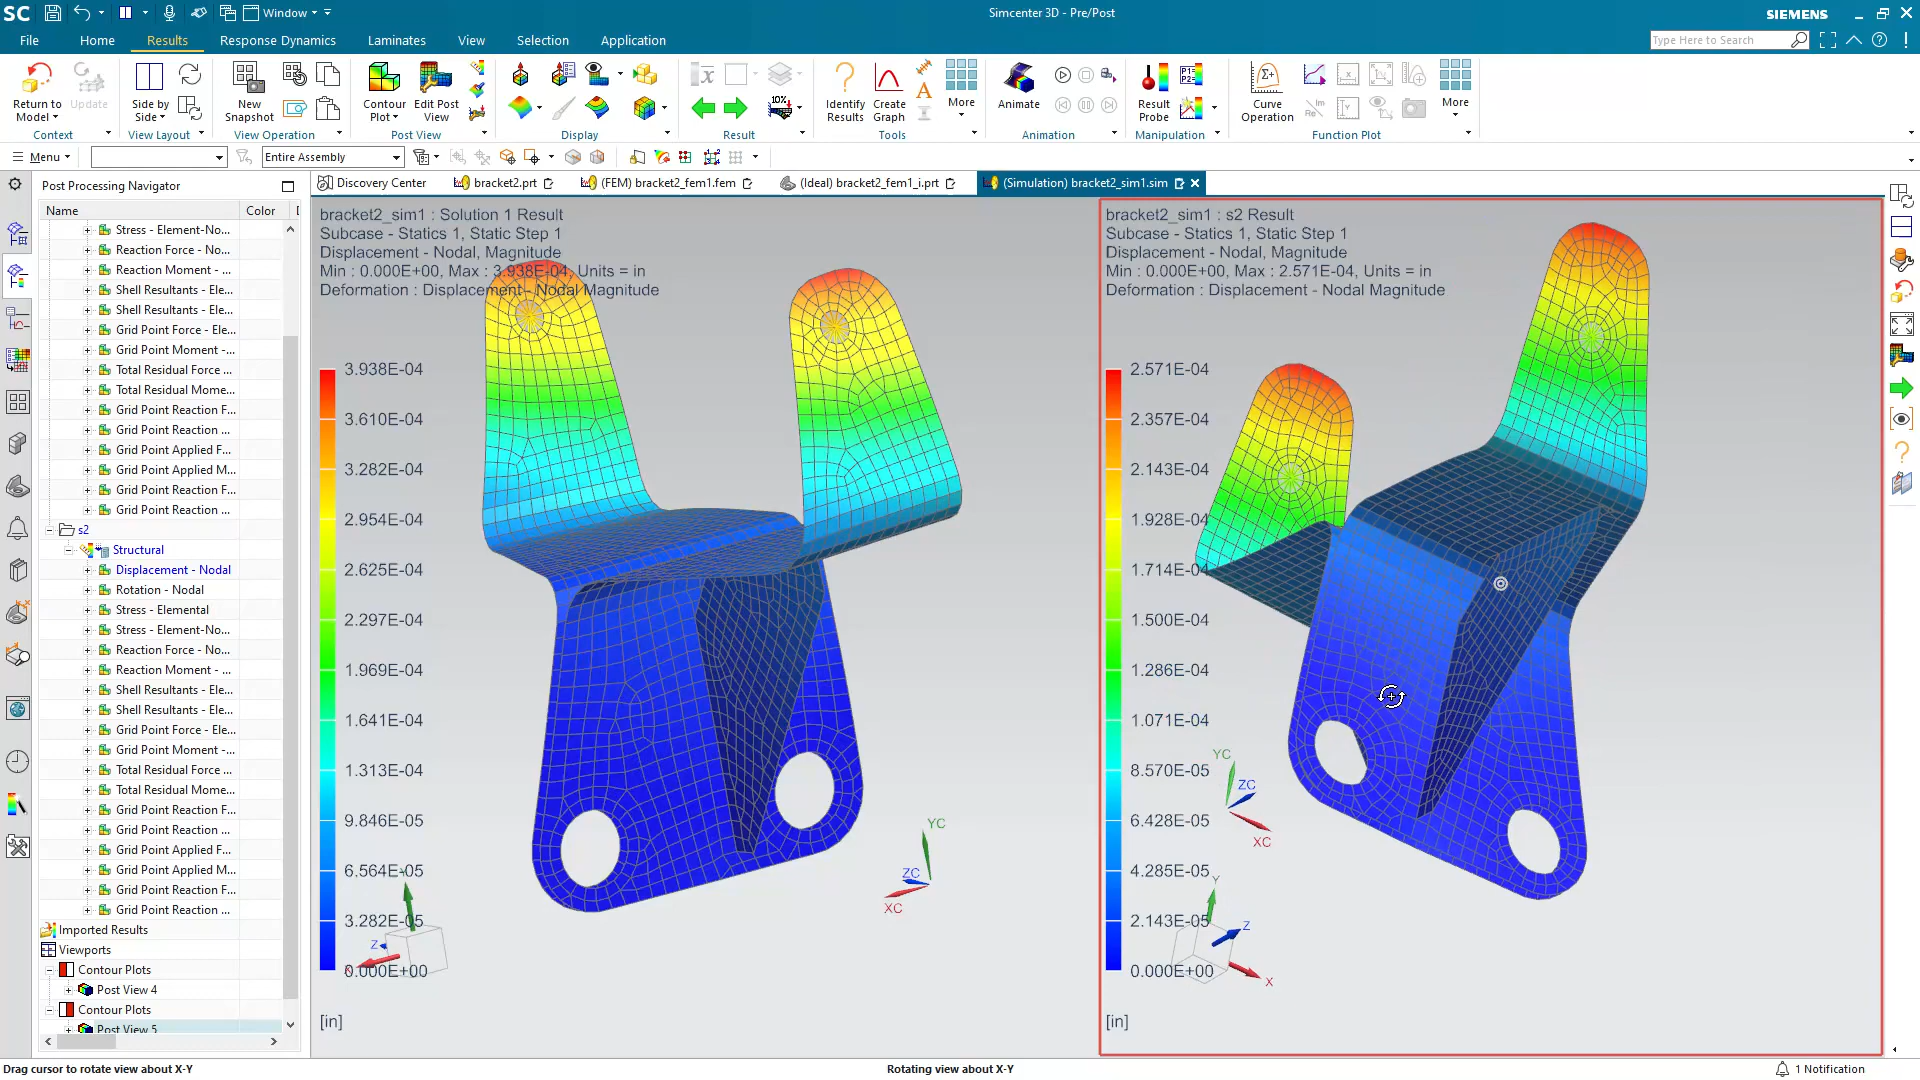 SC
Window
Simcenter 3D - Pre/Post
SIEMENS
File
Home
Results
Response Dynamics
Laminates
View
Selection
Application
Type Here to Search
Return to Model
Update
Context
Side by Side
View Layout
New Snapshot
View Operation
Contour Plot
Edit Post View
Post View
Display
10%
Result
Identify Results
Create Graph
More
Tools
Animate
Animation
Result Probe
Manipulation
Curve Operation
More
Function Plot
Menu
Entire Assembly
Post Processing Navigator
Discovery Center
bracket2.prt
(FEM) bracket2_fem1.fem
(Ideal) bracket2_fem1_i.prt
(Simulation) bracket2_sim1.sim
Name
Color
Stress - Element-No...
Reaction Force - No...
Reaction Moment - ...
Shell Resultants - Ele...
Shell Resultants - Ele...
Grid Point Force - Ele...
Grid Point Moment -...
Total Residual Force ...
Total Residual Mome...
Grid Point Reaction F...
Grid Point Reaction ...
Grid Point Applied F...
Grid Point Applied M...
Grid Point Reaction F...
Grid Point Reaction ...
s2
Structural
Displacement - Nodal
Rotation - Nodal
Stress - Elemental
Stress - Element-No...
Reaction Force - No...
Reaction Moment - ...
Shell Resultants - Ele...
Shell Resultants - Ele...
Grid Point Force - Ele...
Grid Point Moment -...
Total Residual Force ...
Total Residual Mome...
Grid Point Reaction F...
Grid Point Reaction ...
Grid Point Applied F...
Grid Point Applied M...
Grid Point Reaction F...
Grid Point Reaction ...
Imported Results
Viewports
Contour Plots
Post View 4
Contour Plots
Post View 5
bracket2_sim1 : Solution 1 Result
Subcase - Statics 1, Static Step 1
Displacement - Nodal, Magnitude
Min : 0.000E+00, Max : 3.938E-04, Units = in
Deformation : Displacement - Nodal Magnitude
3.938E-04
3.610E-04
3.282E-04
2.954E-04
2.625E-04
2.297E-04
1.969E-04
1.641E-04
1.313E-04
9.846E-05
6.564E-05
3.282E-05
0.000E+00
[in]
YC
ZC
XC
Z
X
bracket2_sim1 : s2 Result
Subcase - Statics 1, Static Step 1
Displacement - Nodal, Magnitude
Min : 0.000E+00, Max : 2.571E-04, Units = in
Deformation : Displacement - Nodal Magnitude
2.571E-04
2.357E-04
2.143E-04
1.928E-04
1.714E-04
1.500E-04
1.286E-04
1.071E-04
8.570E-05
6.428E-05
4.285E-05
2.143E-05
0.000E+00
[in]
YC
ZC
XC
Y
Z
X
Drag cursor to rotate view about X-Y
Rotating view about X-Y
1 Notification